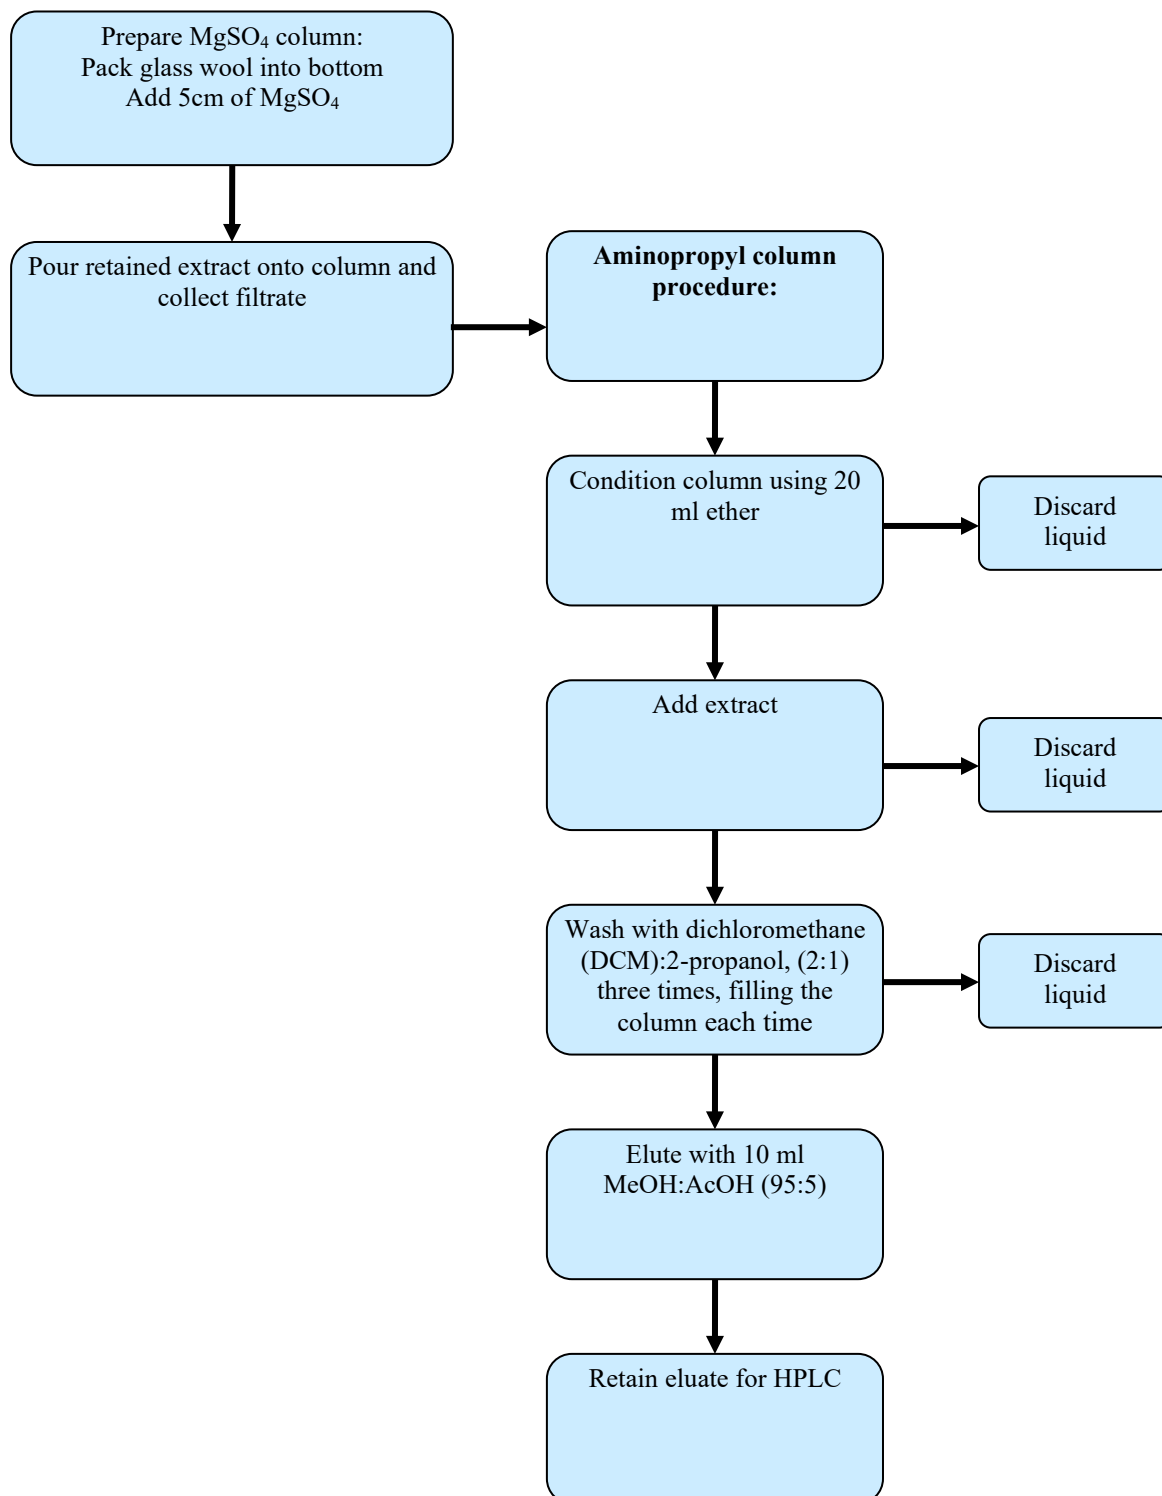 Prepare MgSO₄ column:
Pack glass wool into bottom
Add 5cm of MgSO₄
Pour retained extract onto column and
collect filtrate
Aminopropyl column
procedure:
Condition column using 20
ml ether
Discard
liquid
Add extract
Discard
liquid
Wash with dichloromethane
(DCM):2-propanol, (2:1)
three times, filling the
column each time
Discard
liquid
Elute with 10 ml
MeOH:AcOH (95:5)
Retain eluate for HPLC